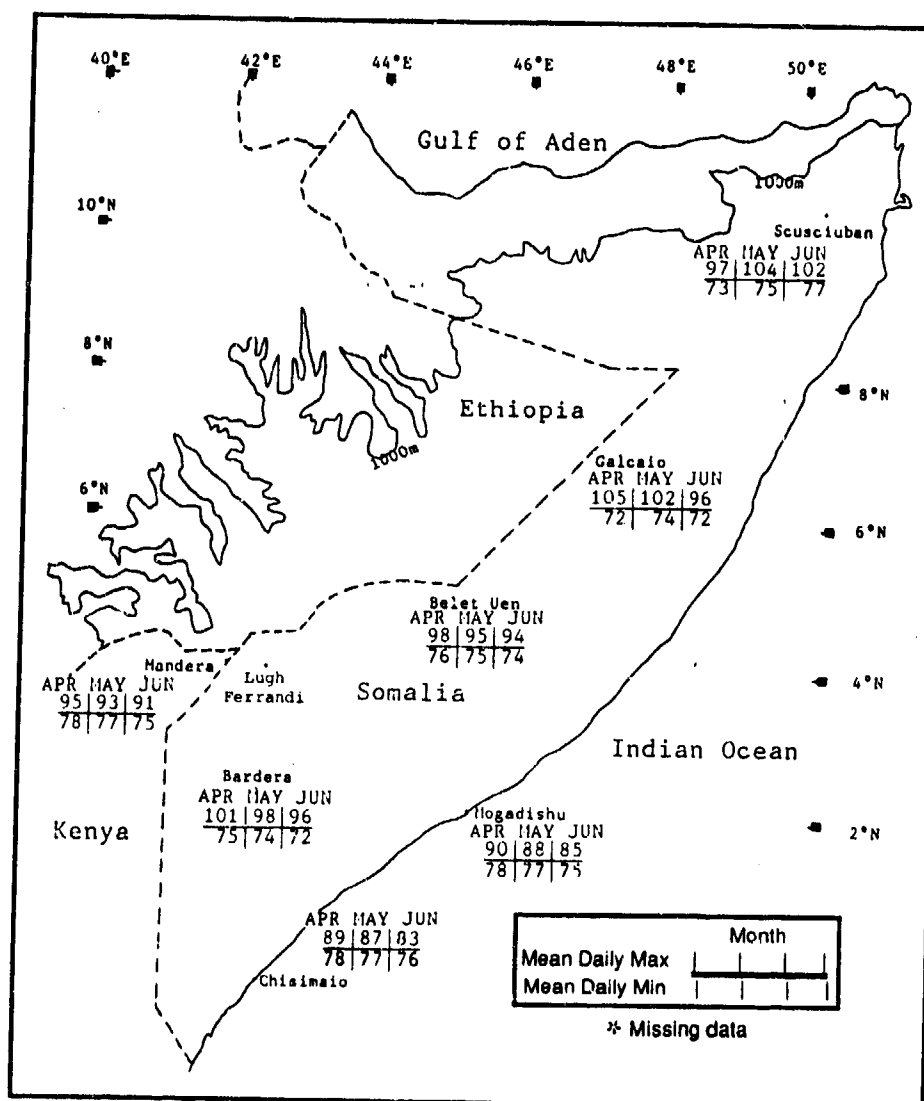 40°E 42°E 44°E 46°E 48°E 50°E
Gulf of Aden
1000m
10°N
Scusciuban
APR MAY JUN
97 104 102
73 75 77
8°N
8°N
Ethiopia
1000m
Galcaio
APR MAY JUN
105 102 96
72 74 72
6°N
6°N
Belet Uen
APR MAY JUN
98 95 94
76 75 74
Mandera
APR MAY JUN
95 93 91
78 77 75
Lugh
Ferrandi
Somalia
4°N
Indian Ocean
Bardera
APR MAY JUN
101 98 96
75 74 72
Kenya
Mogadishu
APR MAY JUN
90 88 85
78 77 75
2°N
APR MAY JUN
89 87 83
78 77 76
Chisimaio
Month
Mean Daily Max
Mean Daily Min
* Missing data